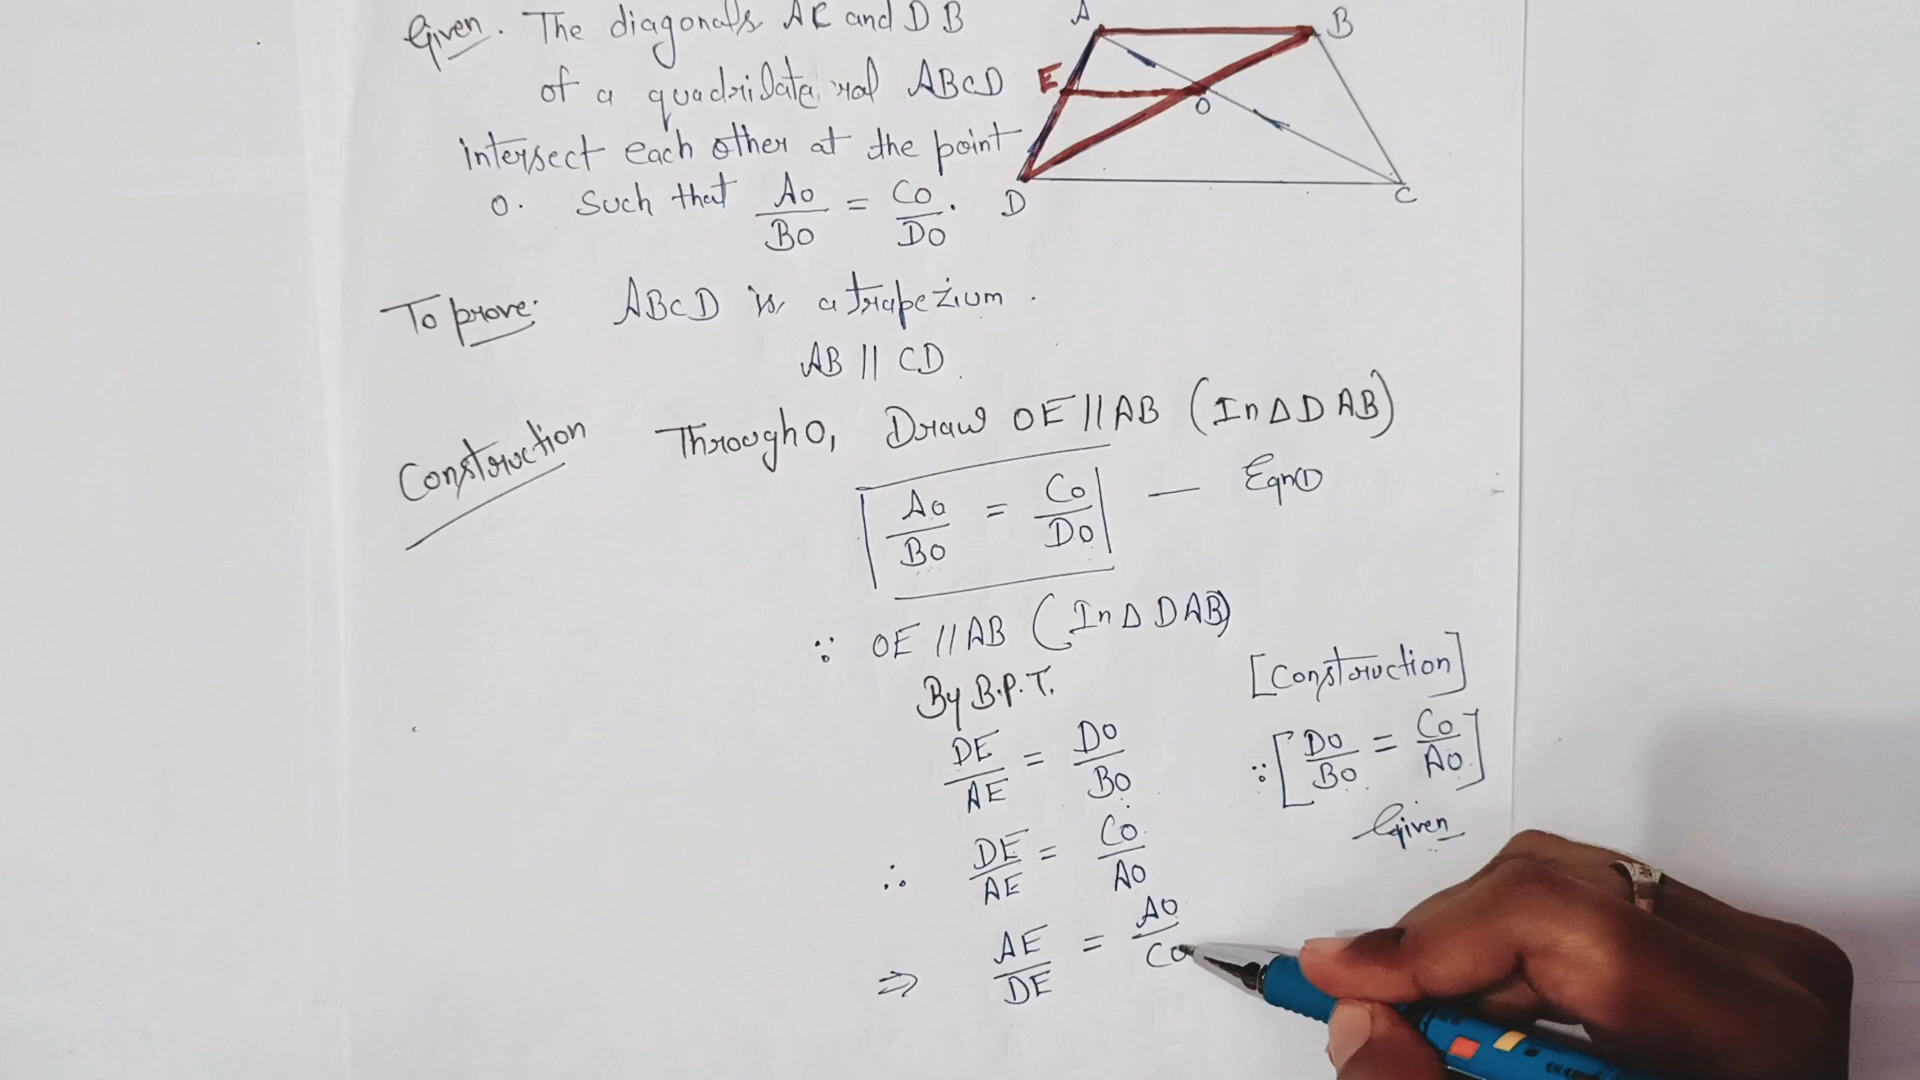 Given. The diagonals AC and DB
of a quadrilateral ABCD
intersect each other at the point
O. Such that AO/BO = CO/DO.
A
B
E
O
D
C
To prove: ABCD is a trapezium.
AB || CD.
Construction Through O, Draw OE || AB (In Δ DAB)
AO/BO = CO/DO — Eqn ①
∵ OE || AB (In Δ DAB)
[Construction]
By B.P.T.
DE/AE = DO/BO ∵ [DO/BO = CO/AO]
Given
∴ DE/AE = CO/AO
⇒ AE/DE = AO/CO